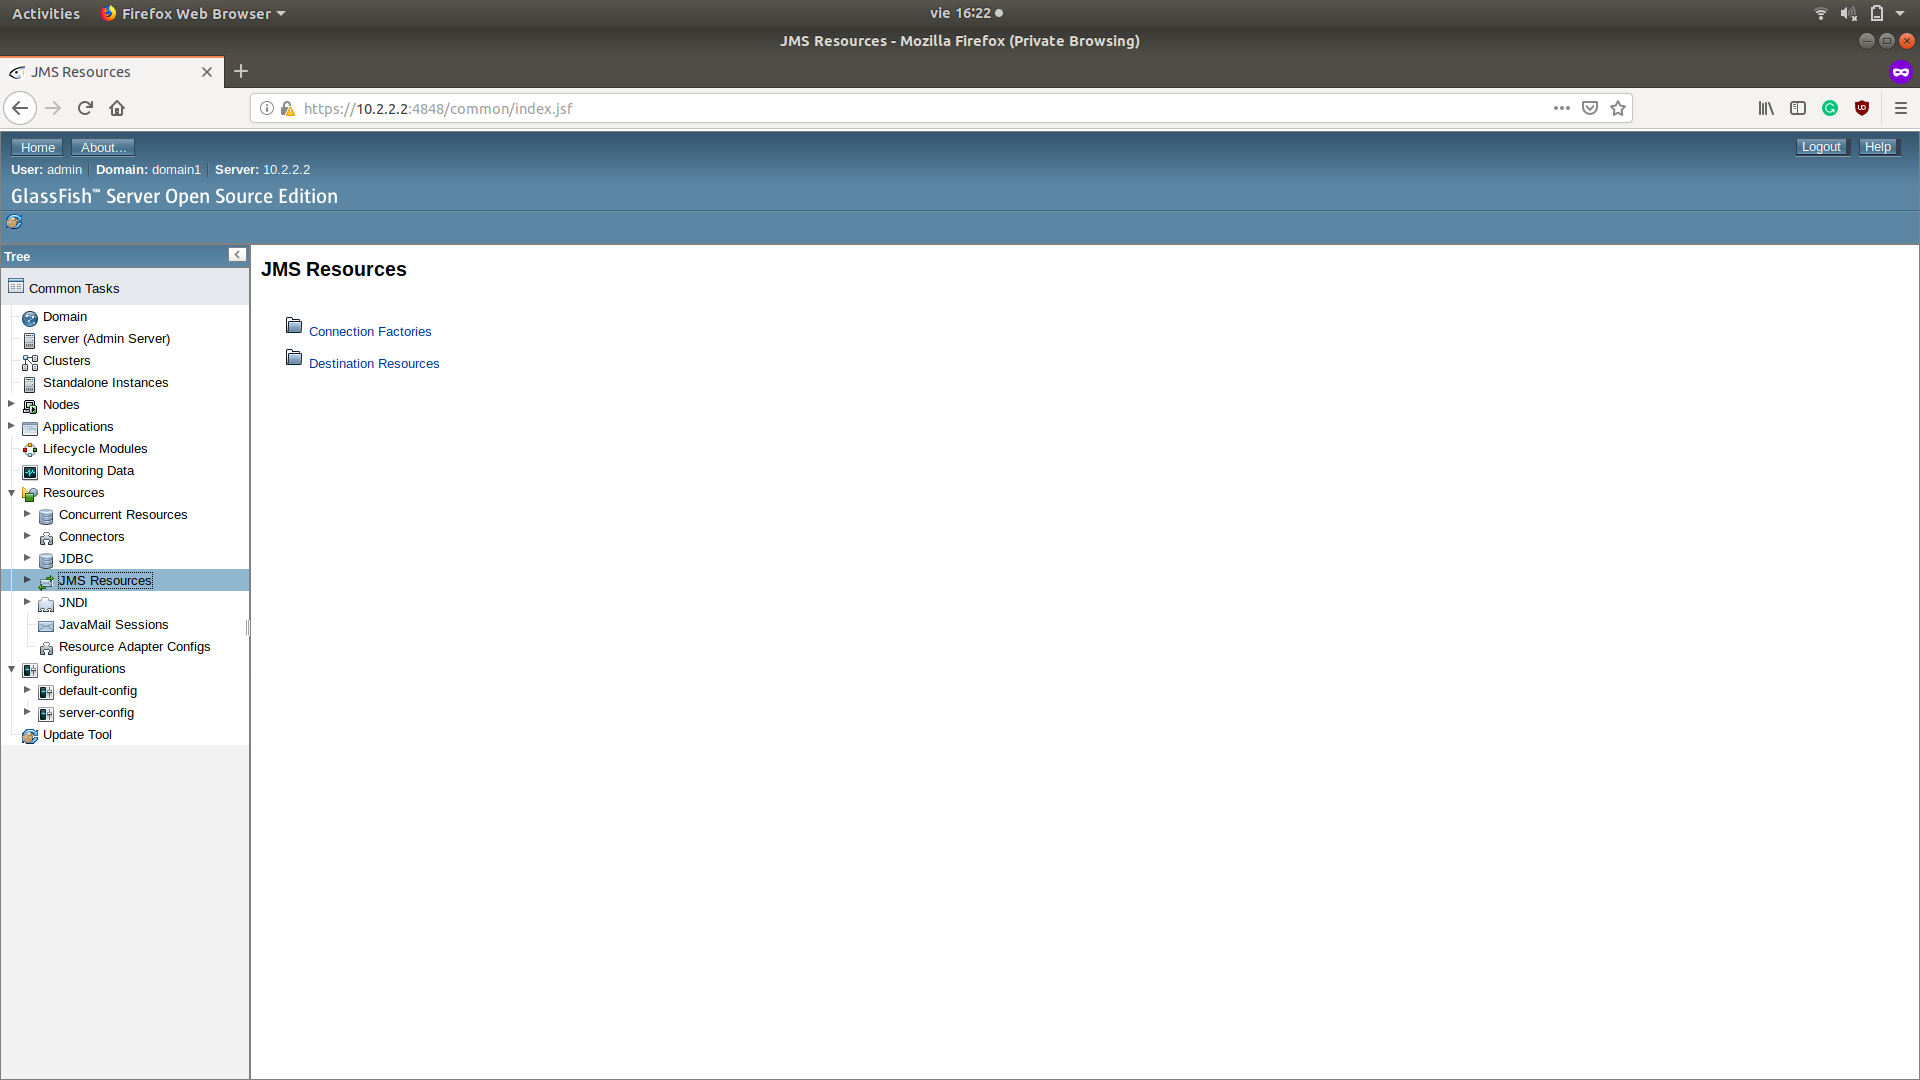 Activities Firefox Web Browser vie 16:22
JMS Resources - Mozilla Firefox (Private Browsing)
JMS Resources
https://10.2.2.2:4848/common/index.jsf
Home About... Logout Help
User: admin Domain: domain1 Server: 10.2.2.2
GlassFish™ Server Open Source Edition
Tree
Common Tasks
Domain
server (Admin Server)
Clusters
Standalone Instances
Nodes
Applications
Lifecycle Modules
Monitoring Data
Resources
Concurrent Resources
Connectors
JDBC
JMS Resources
JNDI
JavaMail Sessions
Resource Adapter Configs
Configurations
default-config
server-config
Update Tool
JMS Resources
Connection Factories
Destination Resources